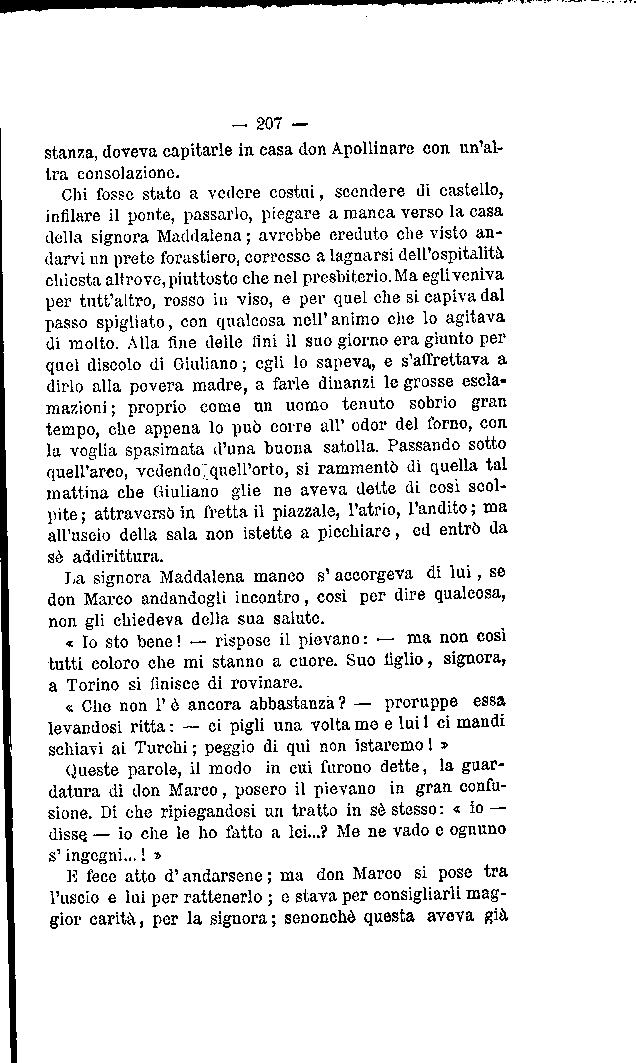 — 207 —
stanza, doveva capitarle in casa don Apollinare con un'al-
tra consolazione.
Chi fosse stato a vedere costui, scendere di castello,
infilare il ponte, passarlo, piegare a manca verso la casa
della signora Maddalena; avrebbe creduto che visto an-
darvi un prete forastiero, corresse a lagnarsi dell'ospitalità
chiesta altrove, piuttosto che nel presbiterio. Ma egli veniva
per tutt'altro, rosso in viso, e per quel che si capiva dal
passo spigliato, con qualcosa nell'animo che lo agitava
di molto. Alla fine delle fini il suo giorno era giunto per
quel discolo di Giuliano; egli lo sapeva, e s'affrettava a
dirlo alla povera madre, a farle dinanzi le grosse escla-
mazioni; proprio come un uomo tenuto sobrio gran
tempo, che appena lo può corre all'odor del forno, con
la voglia spasimata d'una buona satolla. Passando sotto
quell'arco, vedendo quell'orto, si rammentò di quella tal
mattina che Giuliano glie ne aveva dette di così scol-
pite; attraversò in fretta il piazzale, l'atrio, l'andito; ma
all'uscio della sala non istette a picchiare, ed entrò da
sè addirittura.
La signora Maddalena manco s'accorgeva di lui, se
don Marco andandogli incontro, così per dire qualcosa,
non gli chiedeva della sua salute.
« Io sto bene! — rispose il pievano: — ma non così
tutti coloro che mi stanno a cuore. Suo figlio, signora,
a Torino si finisce di rovinare.
« Che non l'è ancora abbastanza? — proruppe essa
levandosi ritta: — ci pigli una volta me e lui! ci mandi
schiavi ai Turchi; peggio di qui non istaremo! »
Queste parole, il modo in cui furono dette, la guar-
datura di don Marco, posero il pievano in gran confu-
sione. Di che ripiegandosi un tratto in sè stesso: « io —
disse — io che le ho fatto a lei...? Me ne vado e ognuno
s'ingegni...! »
E fece atto d'andarsene; ma don Marco si pose tra
l'uscio e lui per rattenerlo; e stava per consigliarli mag-
gior carità, per la signora; senonchè questa aveva già